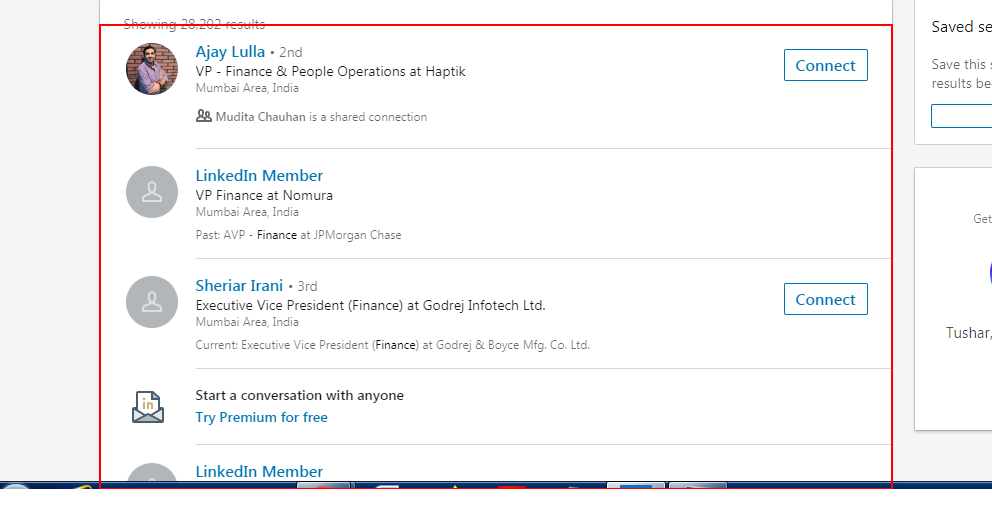 Showing 28,202 results
Ajay Lulla • 2nd
VP - Finance & People Operations at Haptik
Mumbai Area, India
Mudita Chauhan is a shared connection
Connect
LinkedIn Member
VP Finance at Nomura
Mumbai Area, India
Past: AVP - Finance at JPMorgan Chase
Sheriar Irani • 3rd
Executive Vice President (Finance) at Godrej Infotech Ltd.
Mumbai Area, India
Current: Executive Vice President (Finance) at Godrej & Boyce Mfg. Co. Ltd.
Connect
in
Start a conversation with anyone
Try Premium for free
LinkedIn Member
Saved se
Save this s
results be
Get
Tushar,